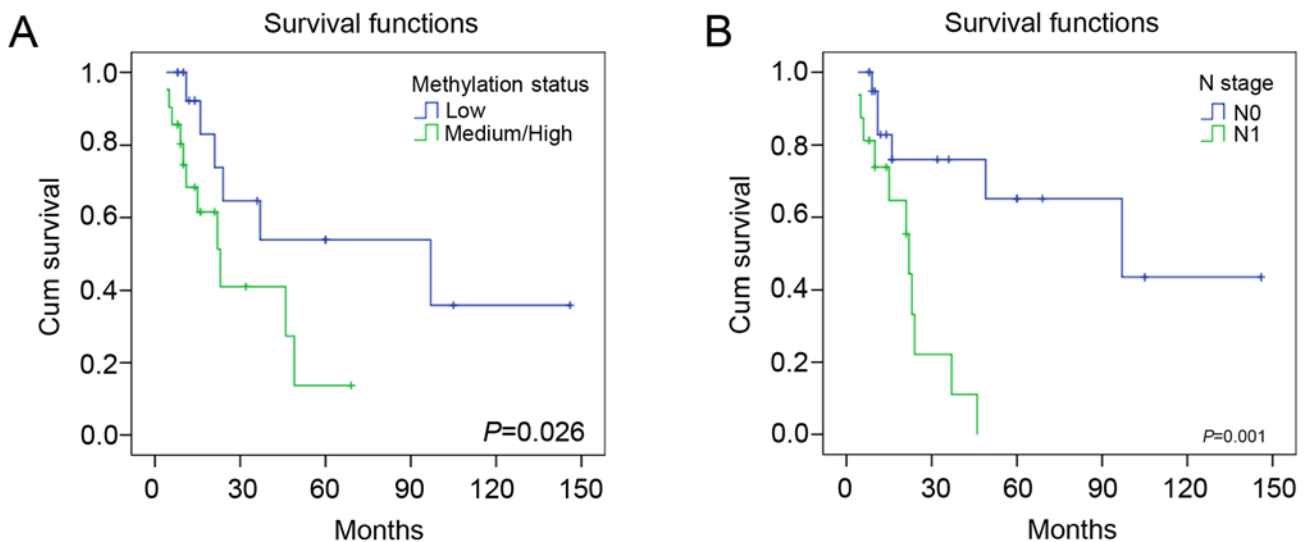 A
Survival functions
Methylation status
Low
Medium/High
Cum survival
1.0
0.8
0.6
0.4
0.2
0.0
P=0.026
0 30 60 90 120 150
Months
B
Survival functions
N stage
N0
N1
Cum survival
1.0
0.8
0.6
0.4
0.2
0.0
P=0.001
0 30 60 90 120 150
Months